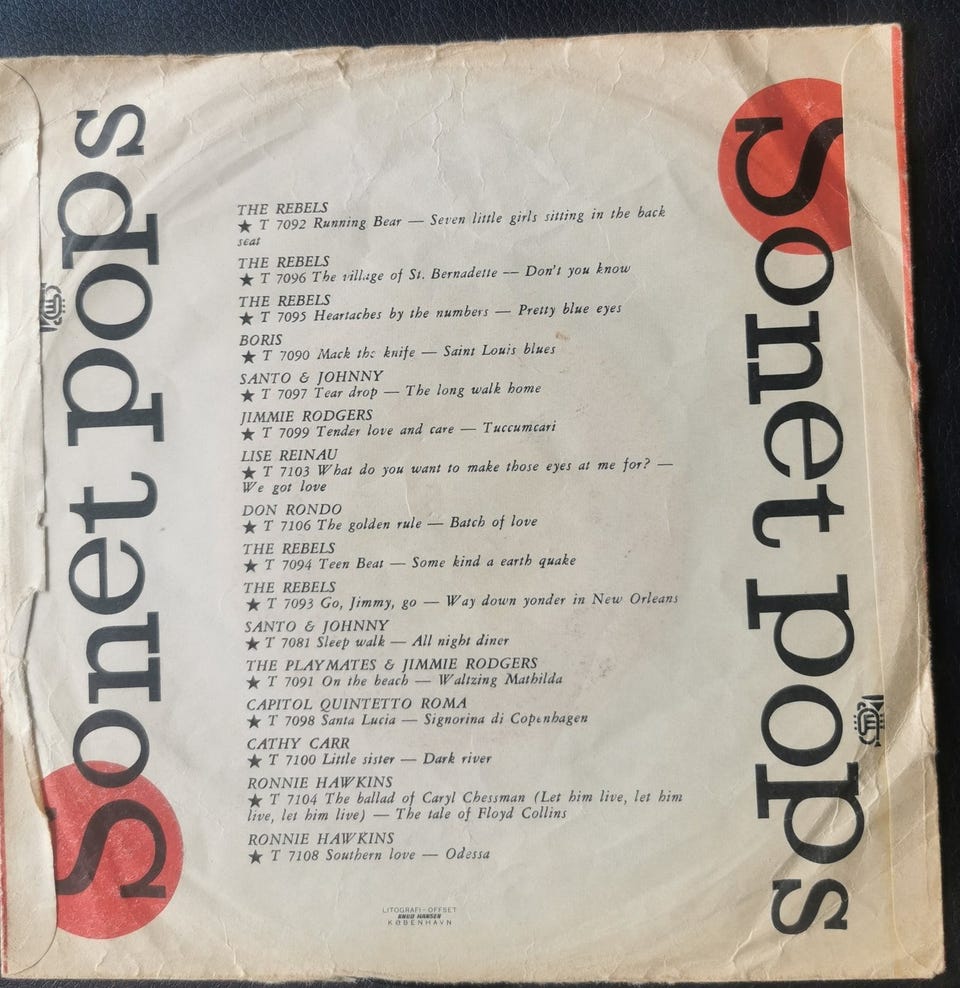 Sonet pops
THE REBELS
★ T 7092 Running Bear — Seven little girls sitting in the back
seat
THE REBELS
★ T 7096 The village of St. Bernadette — Don't you know
THE REBELS
★ T 7095 Heartaches by the numbers — Pretty blue eyes
BORIS
★ T 7090 Mack the knife — Saint Louis blues
SANTO & JOHNNY
★ T 7097 Tear drop — The long walk home
JIMMIE RODGERS
★ T 7099 Tender love and care — Tuccumcari
LISE REINAU
★ T 7103 What do you want to make those eyes at me for? —
We got love
DON RONDO
★ T 7106 The golden rule — Batch of love
THE REBELS
★ T 7094 Teen Beat — Some kind a earth quake
THE REBELS
★ T 7093 Go, Jimmy, go — Way down yonder in New Orleans
SANTO & JOHNNY
★ T 7081 Sleep walk — All night diner
THE PLAYMATES & JIMMIE RODGERS
★ T 7091 On the beach — Waltzing Mathilda
CAPITOL QUINTETTO ROMA
★ T 7098 Santa Lucia — Signorina di Copenhagen
CATHY CARR
★ T 7100 Little sister — Dark river
RONNIE HAWKINS
★ T 7104 The ballad of Caryl Chessman (Let him live, let him
live, let him live) — The tale of Floyd Collins
RONNIE HAWKINS
★ T 7108 Southern love — Odessa
LITOGRAFI-OFFSET
KNUD HANSEN
KØBENHAVN
Sonet pops